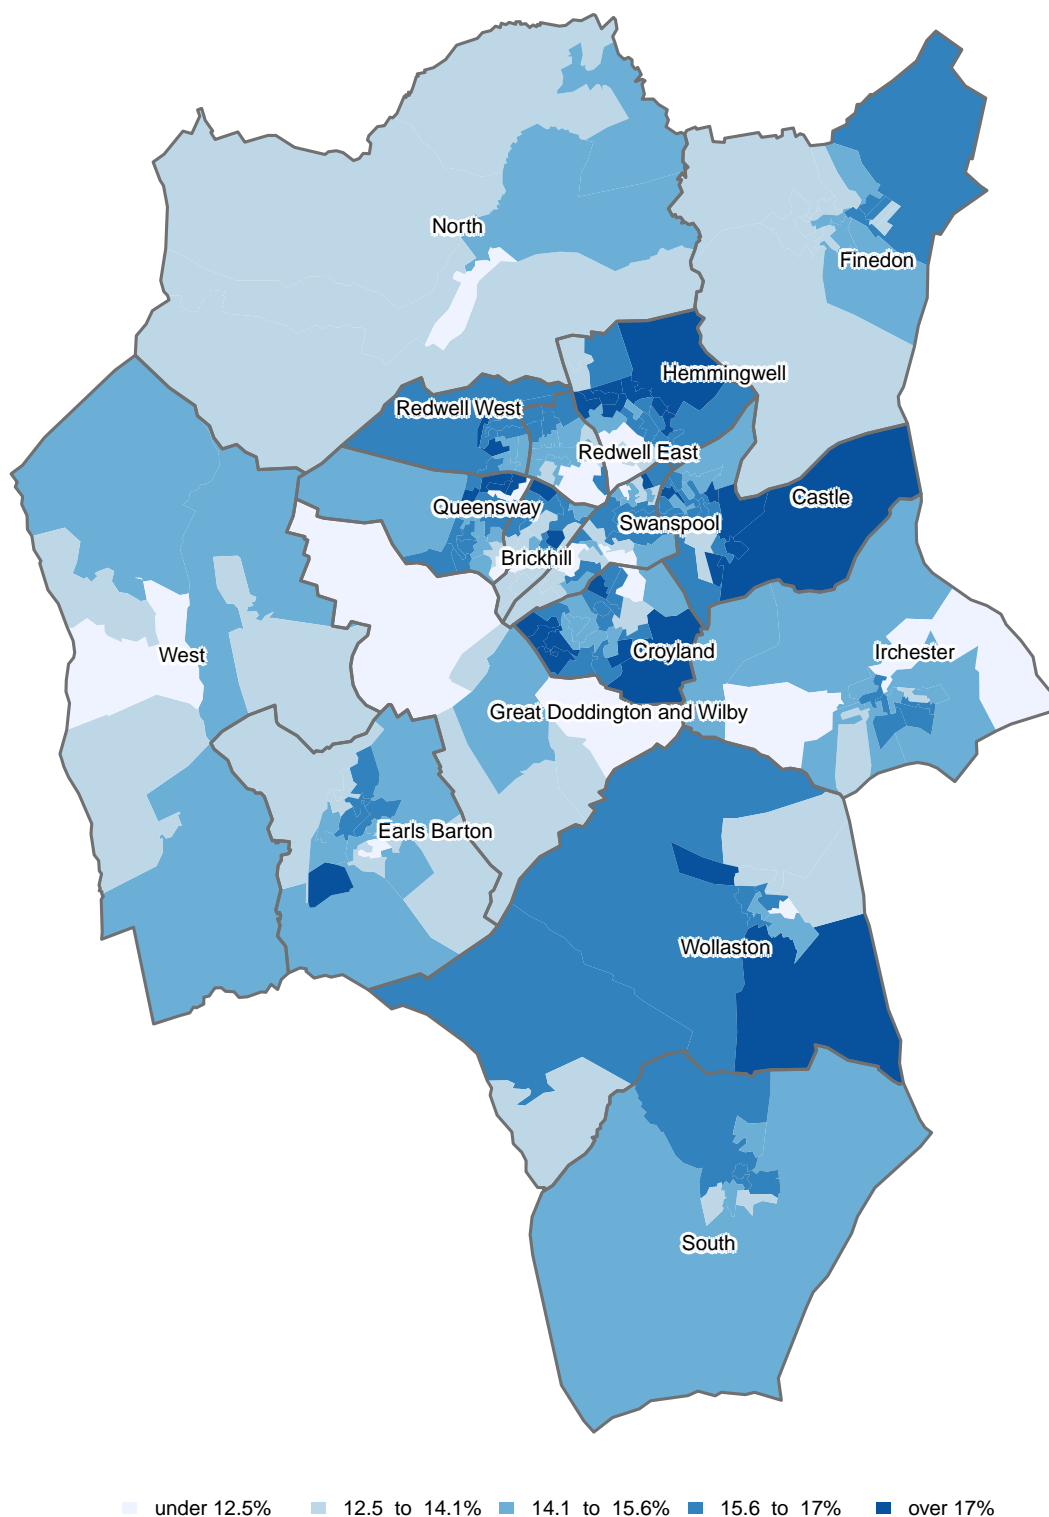 North
Finedon
Hemmingwell
Redwell West
Redwell East
Castle
Queensway
Swanspool
Brickhill
West
Croyland
Irchester
Great Doddington and Wilby
Earls Barton
Wollaston
South
under 12.5% 12.5 to 14.1% 14.1 to 15.6% 15.6 to 17% over 17%